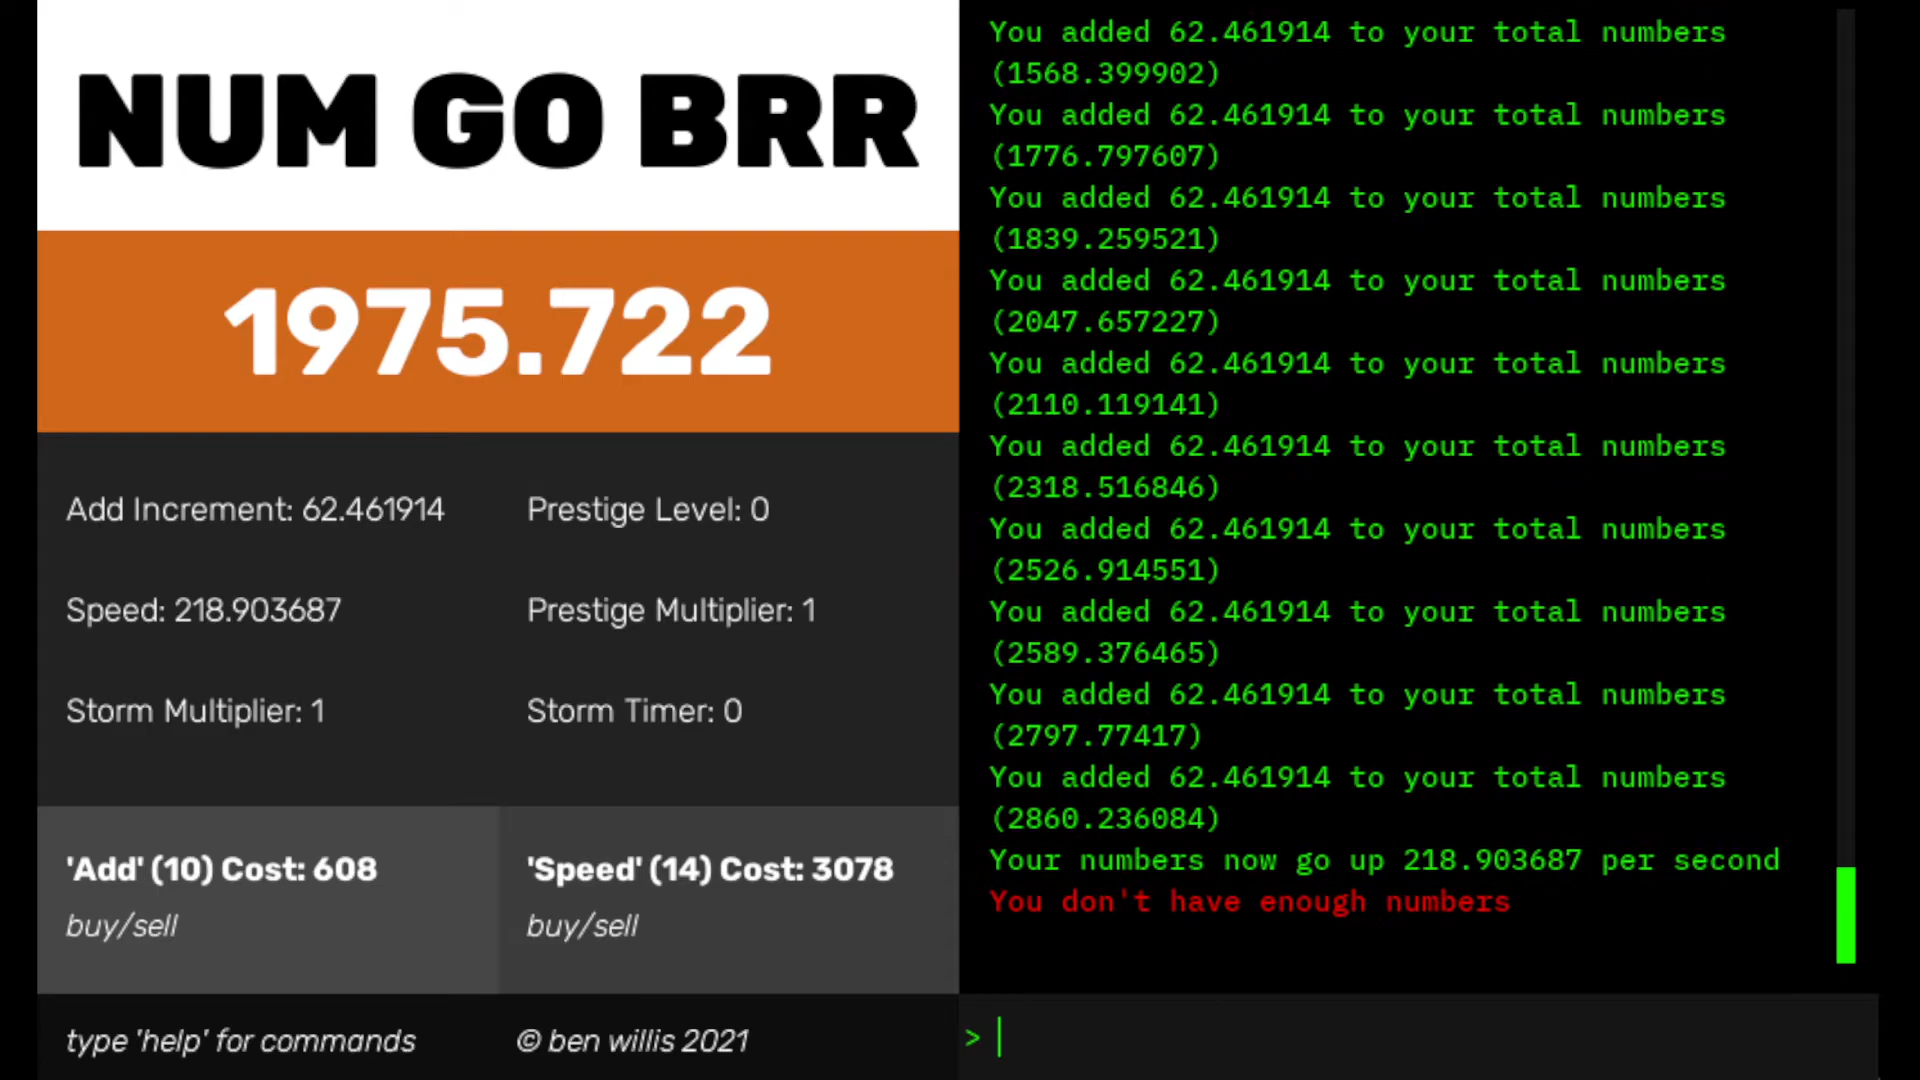 NUM GO BRR
1975.722
Add Increment: 62.461914
Prestige Level: 0
Speed: 218.903687
Prestige Multiplier: 1
Storm Multiplier: 1
Storm Timer: 0
'Add' (10) Cost: 608
buy/sell
'Speed' (14) Cost: 3078
buy/sell
type 'help' for commands
© ben willis 2021
You added 62.461914 to your total numbers
(1568.399902)
You added 62.461914 to your total numbers
(1776.797607)
You added 62.461914 to your total numbers
(1839.259521)
You added 62.461914 to your total numbers
(2047.657227)
You added 62.461914 to your total numbers
(2110.119141)
You added 62.461914 to your total numbers
(2318.516846)
You added 62.461914 to your total numbers
(2526.914551)
You added 62.461914 to your total numbers
(2589.376465)
You added 62.461914 to your total numbers
(2797.77417)
You added 62.461914 to your total numbers
(2860.236084)
Your numbers now go up 218.903687 per second
You don't have enough numbers
>